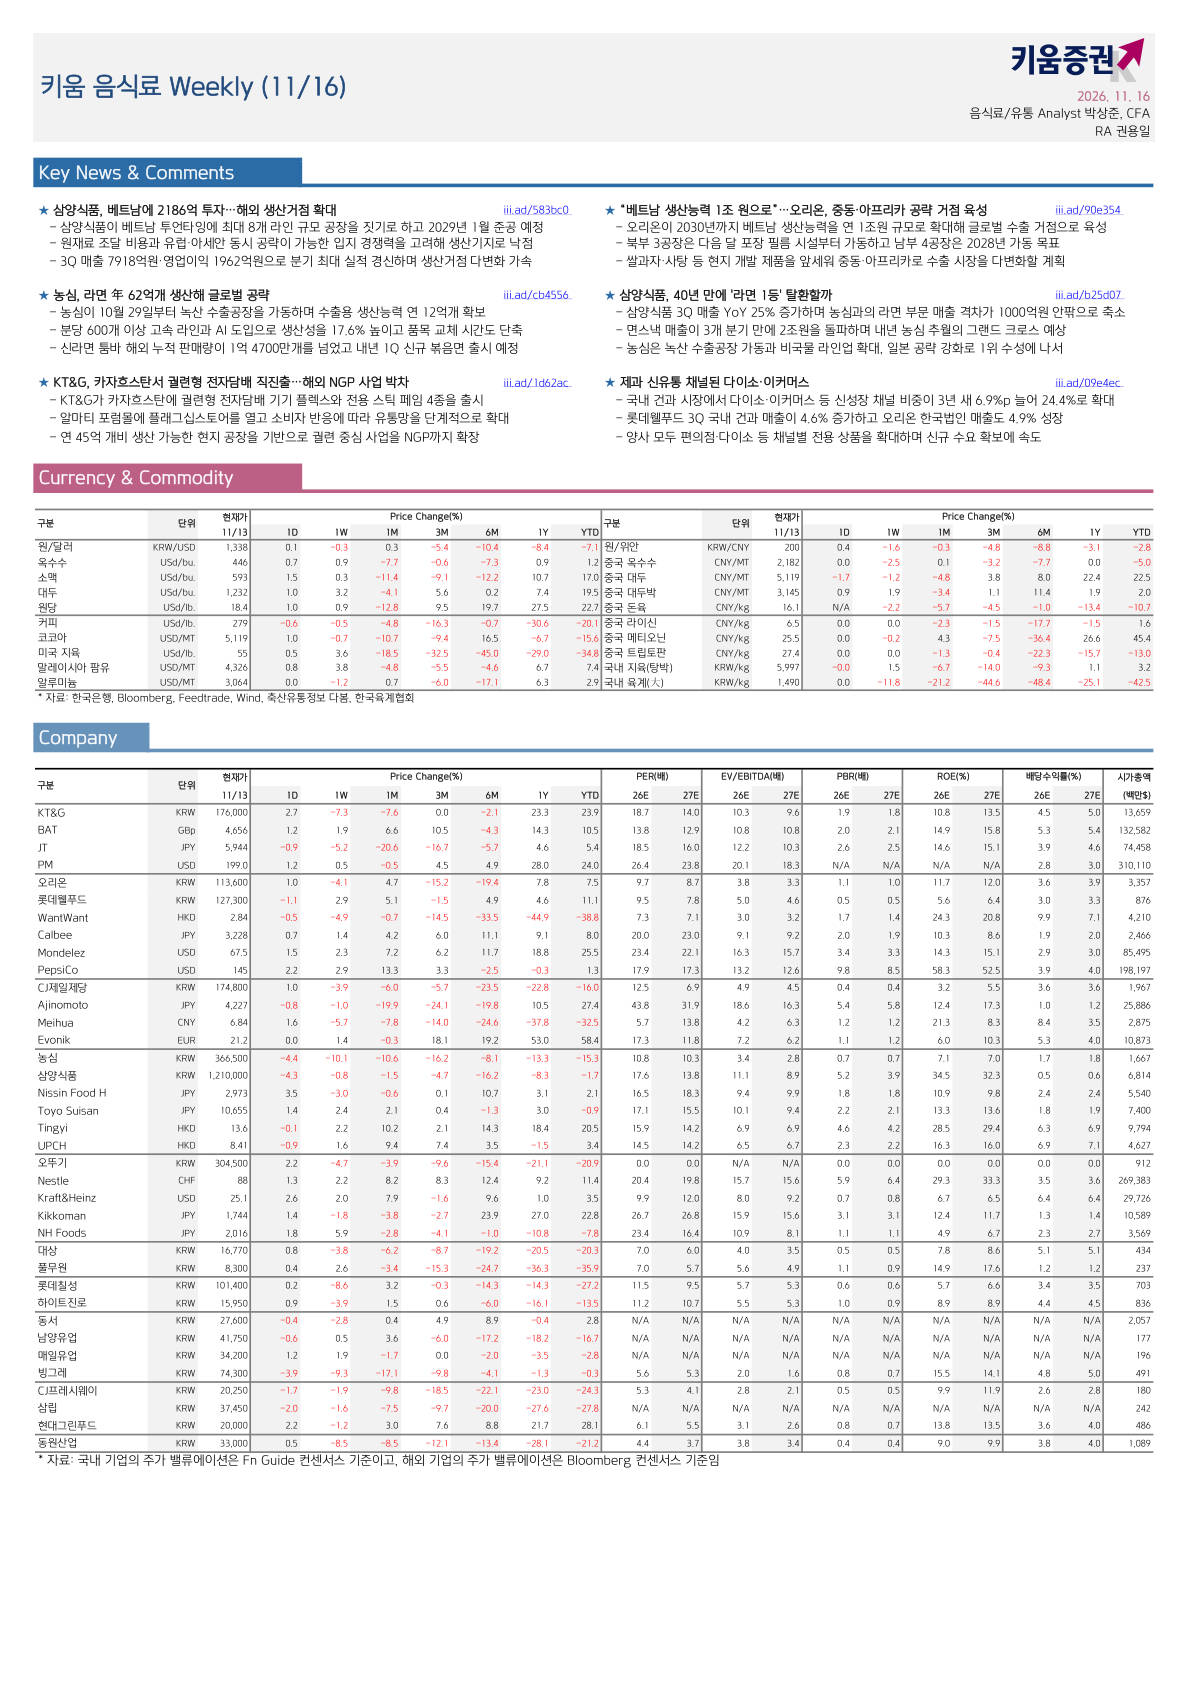 키움 음식료 Weekly (11/16)
키움증권
2026. 11. 16
음식료/유통 Analyst 박상준, CFA
RA 권용일
Key News & Comments
★ 삼양식품, 베트남에 2186억 투자…해외 생산거점 확대 iii.ad/583bc0
- 삼양식품이 베트남 투언타잉에 최대 8개 라인 규모 공장을 짓기로 하고 2029년 1월 준공 예정
- 원재료 조달 비용과 유럽·아세안 동시 공략이 가능한 입지 경쟁력을 고려해 생산기지로 낙점
- 3Q 매출 7918억원·영업이익 1962억원으로 분기 최대 실적 경신하며 생산거점 다변화 가속
★ 농심, 라면 年 62억개 생산해 글로벌 공략 iii.ad/cb4556
- 농심이 10월 29일부터 녹산 수출공장을 가동하며 수출용 생산능력 연 12억개 확보
- 분당 600개 이상 고속 라인과 AI 도입으로 생산성을 17.6% 높이고 품목 교체 시간도 단축
- 신라면 툼바 해외 누적 판매량이 1억 4700만개를 넘었고 내년 1Q 신규 볶음면 출시 예정
★ KT&G, 카자흐스탄서 궐련형 전자담배 직진출…해외 NGP 사업 박차 iii.ad/1d62ac
- KT&G가 카자흐스탄에 궐련형 전자담배 기기 플렉스와 전용 스틱 페임 4종을 출시
- 알마티 포럼몰에 플래그십스토어를 열고 소비자 반응에 따라 유통망을 단계적으로 확대
- 연 45억 개비 생산 가능한 현지 공장을 기반으로 궐련 중심 사업을 NGP까지 확장
★ "베트남 생산능력 1조 원으로"…오리온, 중동·아프리카 공략 거점 육성 iii.ad/90e354
- 오리온이 2030년까지 베트남 생산능력을 연 1조원 규모로 확대해 글로벌 수출 거점으로 육성
- 북부 3공장은 다음 달 포장 필름 시설부터 가동하고 남부 4공장은 2028년 가동 목표
- 쌀과자·사탕 등 현지 개발 제품을 앞세워 중동·아프리카로 수출 시장을 다변화할 계획
★ 삼양식품, 40년 만에 '라면 1등' 탈환할까 iii.ad/b25d07
- 삼양식품 3Q 매출 YoY 25% 증가하며 농심과의 라면 부문 매출 격차가 1000억원 안팎으로 축소
- 면스낵 매출이 3개 분기 만에 2조원을 돌파하며 내년 농심 추월의 그랜드 크로스 예상
- 농심은 녹산 수출공장 가동과 비국물 라인업 확대, 일본 공략 강화로 1위 수성에 나서
★ 제과 신유통 채널된 다이소·이커머스 iii.ad/09e4ec
- 국내 건과 시장에서 다이소·이커머스 등 신성장 채널 비중이 3년 새 6.9%p 늘어 24.4%로 확대
- 롯데웰푸드 3Q 국내 건과 매출이 4.6% 증가하고 오리온 한국법인 매출도 4.9% 성장
- 양사 모두 편의점·다이소 등 채널별 전용 상품을 확대하며 신규 수요 확보에 속도
Currency & Commodity
구분 단위 현재가 Price Change(%) 구분 단위 현재가 Price Change(%)
11/13 1D 1W 1M 3M 6M 1Y YTD 11/13 1D 1W 1M 3M 6M 1Y YTD
원/달러 KRW/USD 1,338 0.1 -0.3 0.3 -5.4 -10.4 -8.4 -7.1 원/위안 KRW/CNY 200 0.4 -1.6 -0.3 -4.8 -8.8 -3.1 -2.8
옥수수 USd/bu. 446 0.7 0.9 -7.7 -0.6 -7.3 0.9 1.2 중국 옥수수 CNY/MT 2,182 0.0 -2.5 0.1 -3.2 -7.7 0.0 -5.0
소맥 USd/bu. 593 1.5 0.3 -11.4 -9.1 -12.2 10.7 17.0 중국 대두 CNY/MT 5,119 -1.7 -1.2 -4.8 3.8 8.0 22.4 22.5
대두 USd/bu. 1,232 1.0 3.2 -4.1 5.6 0.2 7.4 19.5 중국 대두박 CNY/MT 3,145 0.9 1.9 -3.4 1.1 11.4 1.9 2.0
원당 USd/lb. 18.4 1.0 0.9 -12.8 9.5 19.7 27.5 22.7 중국 돈육 CNY/kg 16.1 N/A -2.2 -5.7 -4.5 -1.0 -13.4 -10.7
커피 USd/lb. 279 -0.6 -0.5 -4.8 -16.3 -0.7 -30.6 -20.1 중국 라이신 CNY/kg 6.5 0.0 0.0 -2.3 -1.5 -17.7 -1.5 1.6
코코아 USD/MT 5,119 1.0 -0.7 -10.7 -9.4 16.5 -6.7 -15.6 중국 메티오닌 CNY/kg 25.5 0.0 -0.2 4.3 -7.5 -36.4 26.6 45.4
미국 지육 USd/lb. 55 0.5 3.6 -18.5 -32.5 -45.0 -29.0 -34.8 중국 트립토판 CNY/kg 27.4 0.0 0.0 -1.3 -0.4 -22.3 -15.7 -13.0
말레이시아 팜유 USD/MT 4,326 0.8 3.8 -4.8 -5.5 -4.6 6.7 7.4 국내 지육(탕박) KRW/kg 5,997 -0.0 1.5 -6.7 -14.0 -9.3 1.1 3.2
알루미늄 USD/MT 3,064 0.0 -1.2 0.7 -6.0 -17.1 6.3 2.9 국내 육계(大) KRW/kg 1,490 0.0 -11.8 -21.2 -44.6 -48.4 -25.1 -42.5
* 자료: 한국은행, Bloomberg, Feedtrade, Wind, 축산유통정보 다봄, 한국육계협회
Company
구분 단위 현재가 Price Change(%) PER(배) EV/EBITDA(배) PBR(배) ROE(%) 배당수익률(%) 시가총액
11/13 1D 1W 1M 3M 6M 1Y YTD 26E 27E 26E 27E 26E 27E 26E 27E 26E 27E (백만$)
KT&G KRW 176,000 2.7 -7.3 -7.6 0.0 -2.1 23.3 23.9 18.7 14.0 10.3 9.6 1.9 1.8 10.8 13.5 4.5 5.0 13,659
BAT GBp 4,656 1.2 1.9 6.6 10.5 -4.3 14.3 10.5 13.8 12.9 10.8 10.8 2.0 2.1 14.9 15.8 5.3 5.4 132,582
JT JPY 5,944 -0.9 -5.2 -20.6 -16.7 -5.7 4.6 5.4 18.5 16.0 12.2 10.3 2.6 2.5 14.6 15.1 3.9 4.6 74,458
PM USD 199.0 1.2 0.5 -0.5 4.5 4.9 28.0 24.0 26.4 23.8 20.1 18.3 N/A N/A N/A N/A 2.8 3.0 310,110
오리온 KRW 113,600 1.0 -4.1 4.7 -15.2 -19.4 7.8 7.5 9.7 8.7 3.8 3.3 1.1 1.0 11.7 12.0 3.6 3.9 3,357
롯데웰푸드 KRW 127,300 -1.1 2.9 5.1 -1.5 4.9 4.6 11.1 9.5 7.8 5.0 4.6 0.5 0.5 5.6 6.4 3.0 3.3 876
WantWant HKD 2.84 -0.5 -4.9 -0.7 -14.5 -33.5 -44.9 -38.8 7.3 7.1 3.0 3.2 1.7 1.4 24.3 20.8 9.9 7.1 4,210
Calbee JPY 3,228 0.7 1.4 4.2 6.0 11.1 9.1 8.0 20.0 23.0 9.1 9.2 2.0 1.9 10.3 8.6 1.9 2.0 2,466
Mondelez USD 67.5 1.5 2.3 7.2 6.2 11.7 18.8 25.5 23.4 22.1 16.3 15.7 3.4 3.3 14.3 15.1 2.9 3.0 85,495
PepsiCo USD 145 2.2 2.9 13.3 3.3 -2.5 -0.3 1.3 17.9 17.3 13.2 12.6 9.8 8.5 58.3 52.5 3.9 4.0 198,197
CJ제일제당 KRW 174,800 1.0 -3.9 -6.0 -5.7 -23.5 -22.8 -16.0 12.5 6.9 4.9 4.5 0.4 0.4 3.2 5.5 3.6 3.6 1,967
Ajinomoto JPY 4,227 -0.8 -1.0 -19.9 -24.1 -19.8 10.5 27.4 43.8 31.9 18.6 16.3 5.4 5.8 12.4 17.3 1.0 1.2 25,886
Meihua CNY 6.84 1.6 -5.7 -7.8 -14.0 -24.6 -37.8 -32.5 5.7 13.8 4.2 6.3 1.2 1.2 21.3 8.3 8.4 3.5 2,875
Evonik EUR 21.2 0.0 1.4 -0.3 18.1 19.2 53.0 58.4 17.3 11.8 7.2 6.2 1.1 1.2 6.0 10.3 5.3 4.0 10,873
농심 KRW 366,500 -4.4 -10.1 -10.6 -16.2 -8.1 -13.3 -15.3 10.8 10.3 3.4 2.8 0.7 0.7 7.1 7.0 1.7 1.8 1,667
삼양식품 KRW 1,210,000 -4.3 -0.8 -1.5 -4.7 -16.2 -8.3 -1.7 17.6 13.8 11.1 8.9 5.2 3.9 34.5 32.3 0.5 0.6 6,814
Nissin Food H JPY 2,973 3.5 -3.0 -0.6 0.1 10.7 3.1 2.1 16.5 18.3 9.4 9.9 1.8 1.8 10.9 9.8 2.4 2.4 5,540
Toyo Suisan JPY 10,655 1.4 2.4 2.1 0.4 -1.3 3.0 -0.9 17.1 15.5 10.1 9.4 2.2 2.1 13.3 13.6 1.8 1.9 7,400
Tingyi HKD 13.6 -0.1 2.2 10.2 2.1 14.3 18.4 20.5 15.9 14.2 6.9 6.9 4.6 4.2 28.5 29.4 6.3 6.9 9,794
UPCH HKD 8.41 -0.9 1.6 9.4 7.4 3.5 -1.5 3.4 14.5 14.2 6.5 6.7 2.3 2.2 16.3 16.0 6.9 7.1 4,627
오뚜기 KRW 304,500 2.2 -4.7 -3.9 -9.6 -15.4 -21.1 -20.9 0.0 0.0 N/A N/A 0.0 0.0 0.0 0.0 0.0 0.0 912
Nestle CHF 88 1.3 2.2 8.2 8.3 12.4 9.2 11.4 20.4 19.8 15.7 15.6 5.9 6.4 29.3 33.3 3.5 3.6 269,383
Kraft&Heinz USD 25.1 2.6 2.0 7.9 -1.6 9.6 1.0 3.5 9.9 12.0 8.0 9.2 0.7 0.8 6.7 6.5 6.4 6.4 29,726
Kikkoman JPY 1,744 1.4 -1.8 -3.8 -2.7 23.9 27.0 22.8 26.7 26.8 15.9 15.6 3.1 3.1 12.4 11.7 1.3 1.4 10,589
NH Foods JPY 2,016 1.8 5.9 -2.8 -4.1 -1.0 -10.8 -7.8 23.4 16.4 10.9 8.1 1.1 1.1 4.9 6.7 2.3 2.7 3,569
대상 KRW 16,770 0.8 -3.8 -6.2 -8.7 -19.2 -20.5 -20.3 7.0 6.0 4.0 3.5 0.5 0.5 7.8 8.6 5.1 5.1 434
풀무원 KRW 8,300 0.4 2.6 -3.4 -15.3 -24.7 -36.3 -35.9 7.0 5.7 5.6 4.9 1.1 0.9 14.9 17.6 1.2 1.2 237
롯데칠성 KRW 101,400 0.2 -8.6 3.2 -0.3 -14.3 -14.3 -27.2 11.5 9.5 5.7 5.3 0.6 0.6 5.7 6.6 3.4 3.5 703
하이트진로 KRW 15,950 0.9 -3.9 1.5 0.6 -6.0 -16.1 -13.5 11.2 10.7 5.5 5.3 1.0 0.9 8.9 8.9 4.4 4.5 836
동서 KRW 27,600 -0.4 -2.8 0.4 4.9 8.9 -0.4 2.8 N/A N/A N/A N/A N/A N/A N/A N/A N/A N/A 2,057
남양유업 KRW 41,750 -0.6 0.5 3.6 -6.0 -17.2 -18.2 -16.7 N/A N/A N/A N/A N/A N/A N/A N/A N/A N/A 177
매일유업 KRW 34,200 1.2 1.9 -1.7 0.0 -2.0 -3.5 -2.8 N/A N/A N/A N/A N/A N/A N/A N/A N/A N/A 196
빙그레 KRW 74,300 -3.9 -9.3 -17.1 -9.8 -4.1 -1.3 -0.3 5.6 5.3 2.0 1.6 0.8 0.7 15.5 14.1 4.8 5.0 491
CJ프레시웨이 KRW 20,250 -1.7 -1.9 -9.8 -18.5 -22.1 -23.0 -24.3 5.3 4.1 2.8 2.1 0.5 0.5 9.9 11.9 2.6 2.8 180
삼립 KRW 37,450 -2.0 -1.6 -7.5 -9.7 -20.0 -27.6 -27.8 N/A N/A N/A N/A N/A N/A N/A N/A N/A N/A 242
현대그린푸드 KRW 20,000 2.2 -1.2 3.0 7.6 8.8 21.7 28.1 6.1 5.5 3.1 2.6 0.8 0.7 13.8 13.5 3.6 4.0 486
동원산업 KRW 33,000 0.5 -8.5 -8.5 -12.1 -13.4 -28.1 -21.2 4.4 3.7 3.8 3.4 0.4 0.4 9.0 9.9 3.8 4.0 1,089
* 자료: 국내 기업의 주가 밸류에이션은 Fn Guide 컨센서스 기준이고, 해외 기업의 주가 밸류에이션은 Bloomberg 컨센서스 기준임